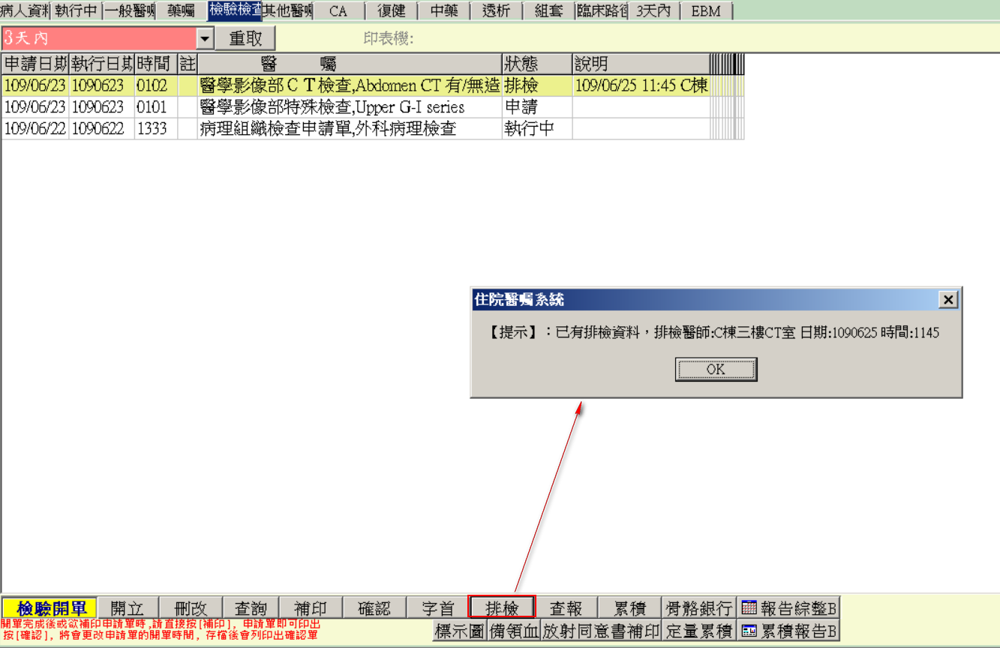 病人資料 執行中 一般醫囑 藥囑 檢驗檢查 其他醫囑 CA 復健 中藥 透析 組套 臨床路徑 3天內 EBM
3天內 重取 印表機:
申請日期 執行日期 時間 註 醫 囑 狀態 說明
109/06/23 1090623 0102 醫學影像部ＣＴ檢查,Abdomen CT 有/無造 排檢 109/06/25 11:45 C棟
109/06/23 1090623 0101 醫學影像部特殊檢查,Upper G-I series 申請
109/06/22 1090622 1333 病理組織檢查申請單,外科病理檢查 執行中
住院醫囑系統
【提示】：已有排檢資料，排檢醫師:C棟三樓CT室 日期:1090625 時間:1145
OK
檢驗開單 開立 刪改 查詢 補印 確認 字首 排檢 查報 累積 骨骼銀行 報告綜整B
開單完成後或欲補印申請單時,請直接按[補印], 申請單即可印出
按[確認], 將會更改申請單的開單時間, 存檔後會列印出確認單
標示圖 備領血 放射同意書補印 定量累積 累積報告B